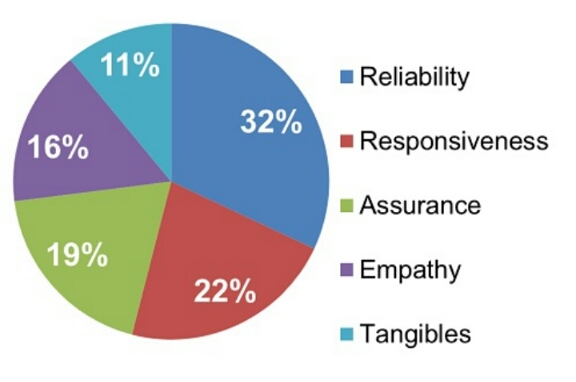 11%
32%
16%
19%
22%
Reliability
Responsiveness
Assurance
Empathy
Tangibles